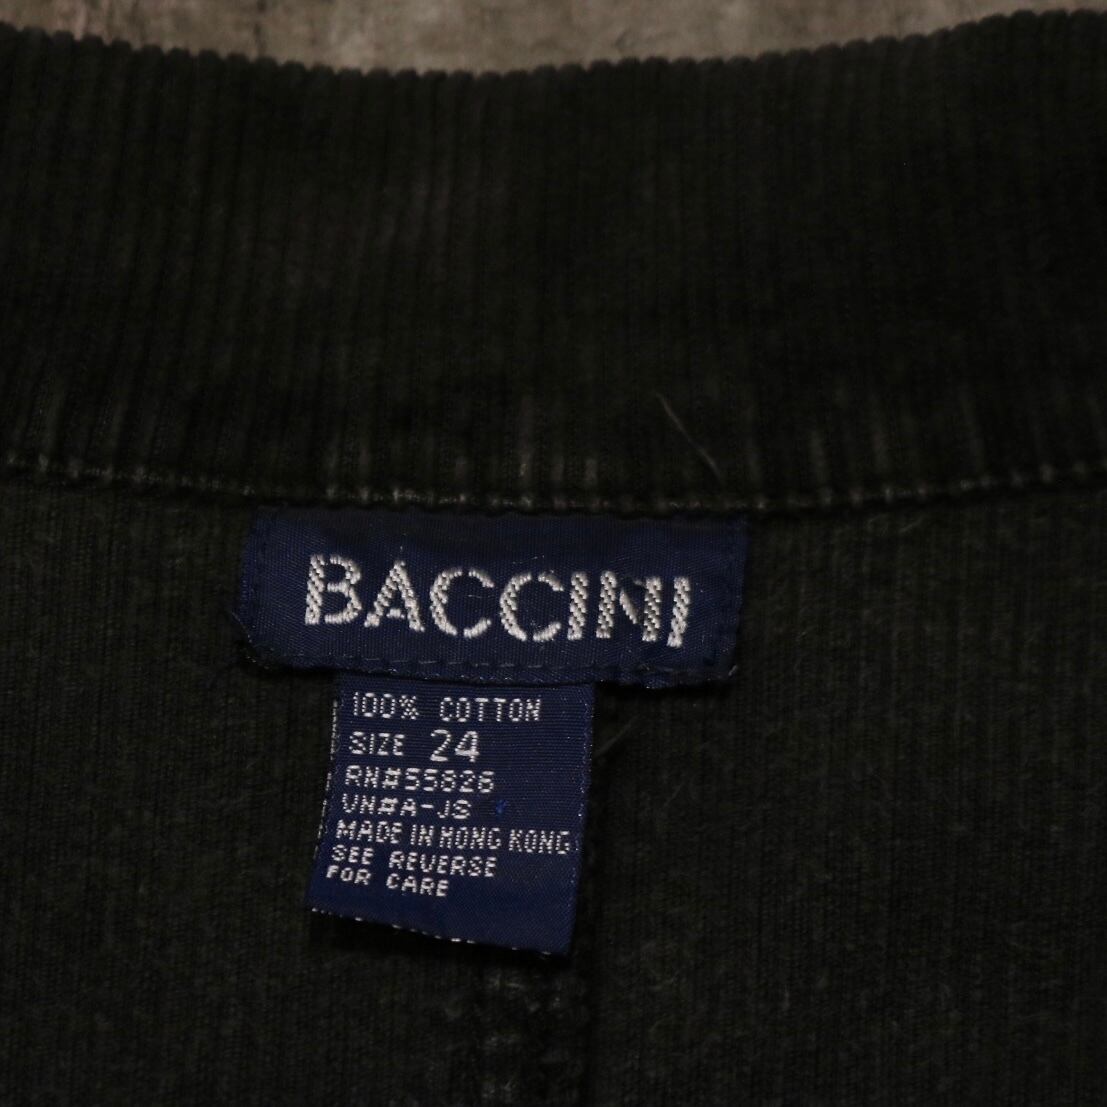 BACCINI
100% COTTON
SIZE 24
RN#55826
VN#A-JS
MADE IN HONG KONG
SEE REVERSE
FOR CARE